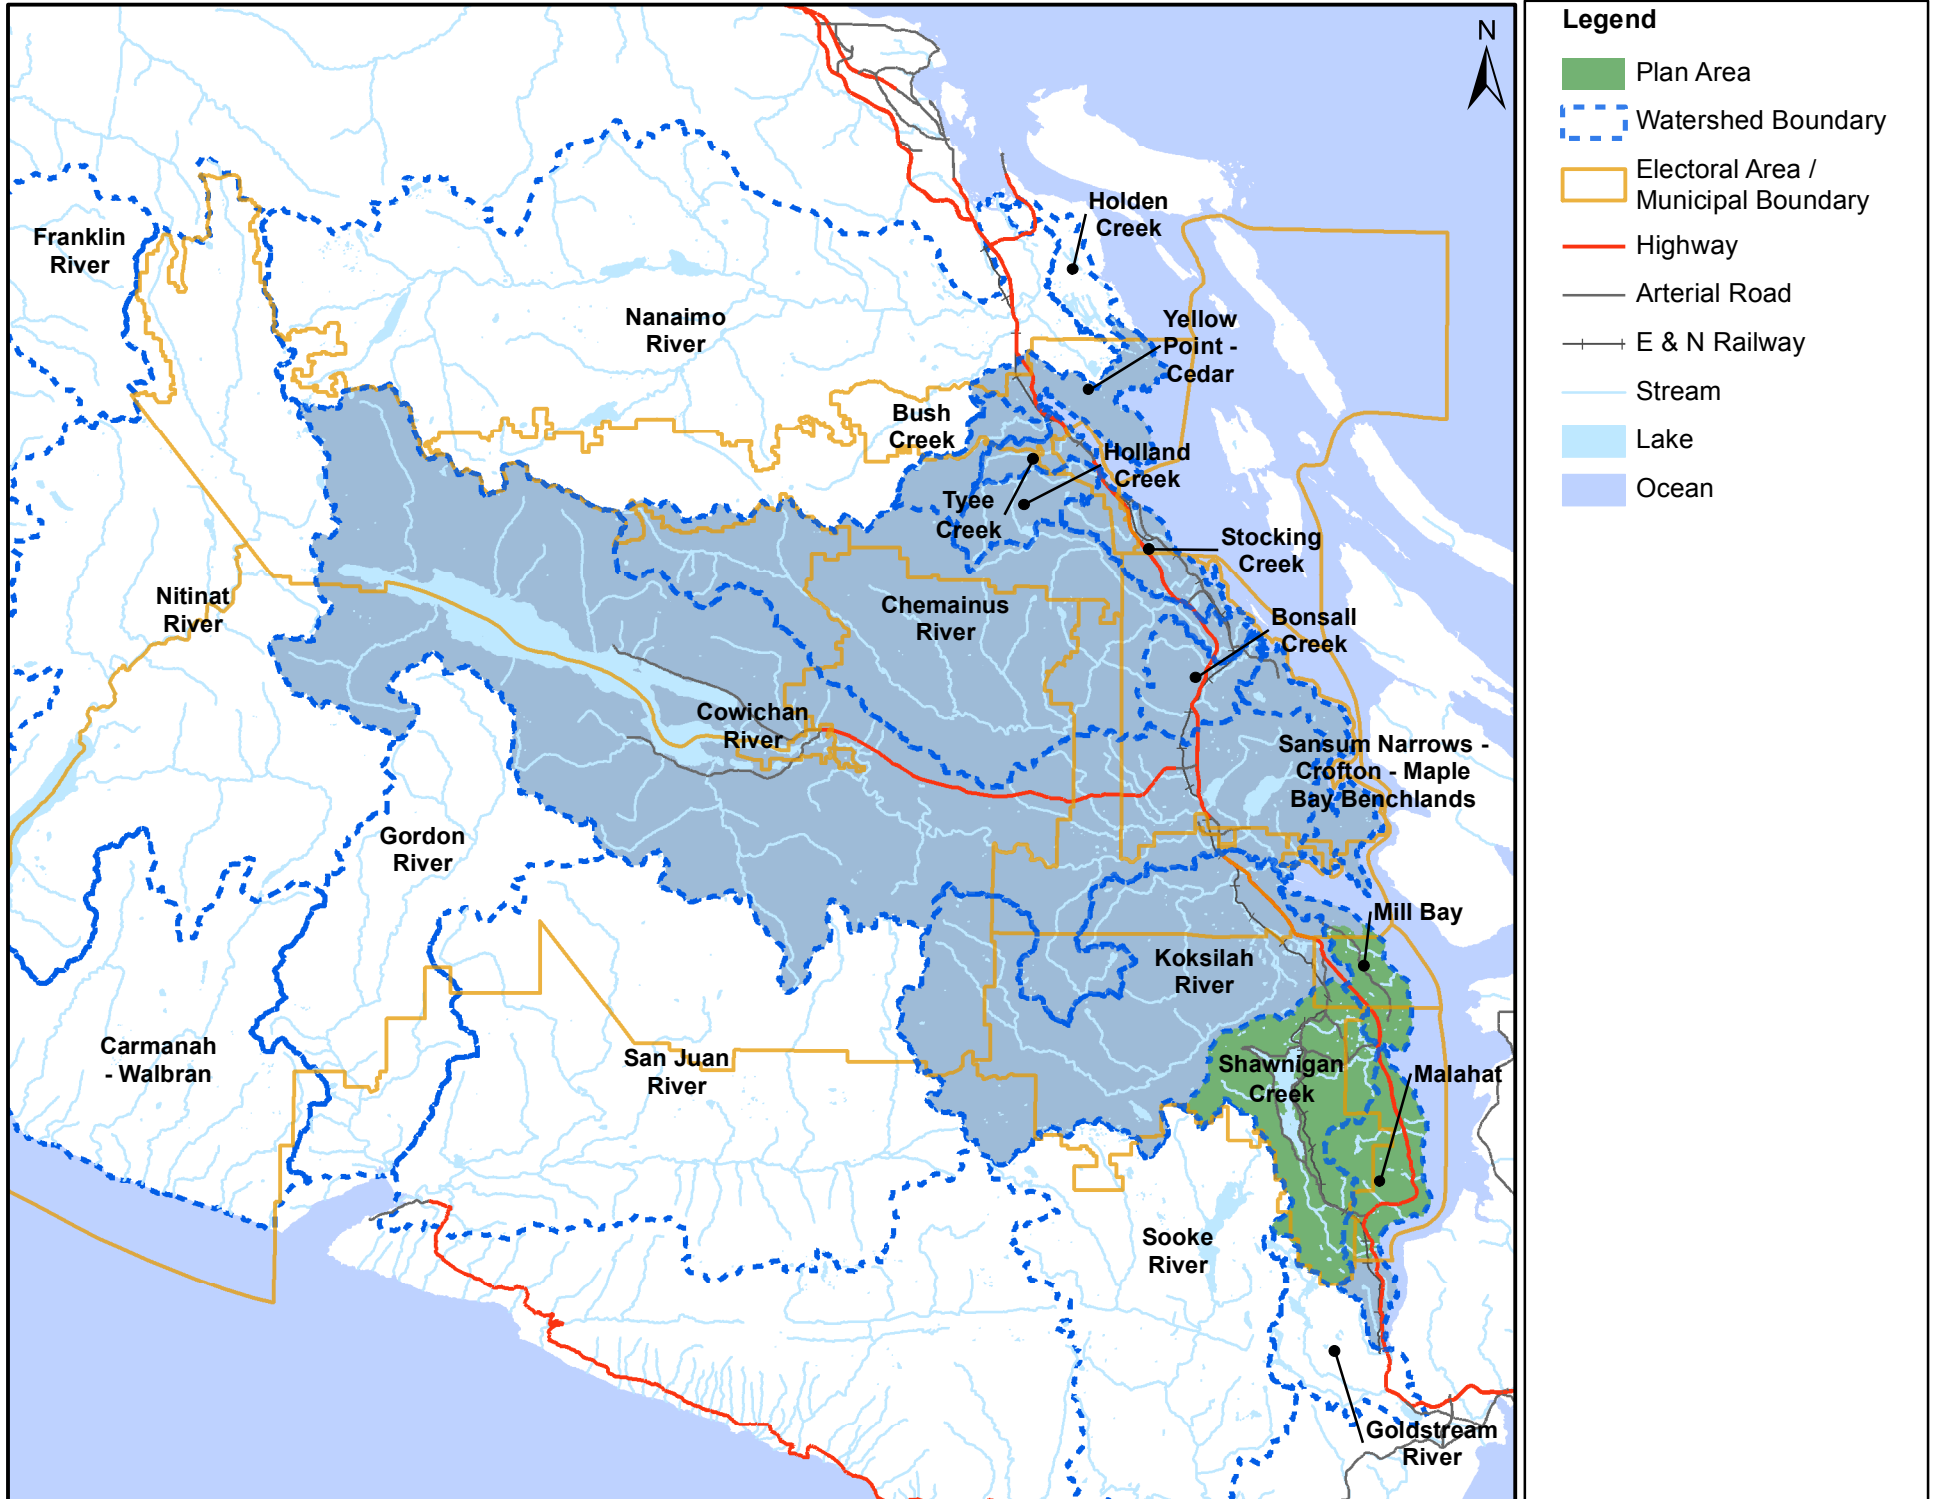 N
Franklin
River
Nanaimo
River
Holden
Creek
Yellow
Point -
Cedar
Bush
Creek
Holland
Creek
Tyee
Creek
Stocking
Creek
Nitinat
River
Chemainus
River
Bonsall
Creek
Cowichan
River
Sansum Narrows -
Crofton - Maple
Bay Benchlands
Gordon
River
Mill Bay
Koksilah
River
Carmanah
- Walbran
San Juan
River
Shawnigan
Creek
Malahat
Sooke
River
Goldstream
River
Legend
Plan Area
Watershed Boundary
Electoral Area /
Municipal Boundary
Highway
Arterial Road
E & N Railway
Stream
Lake
Ocean